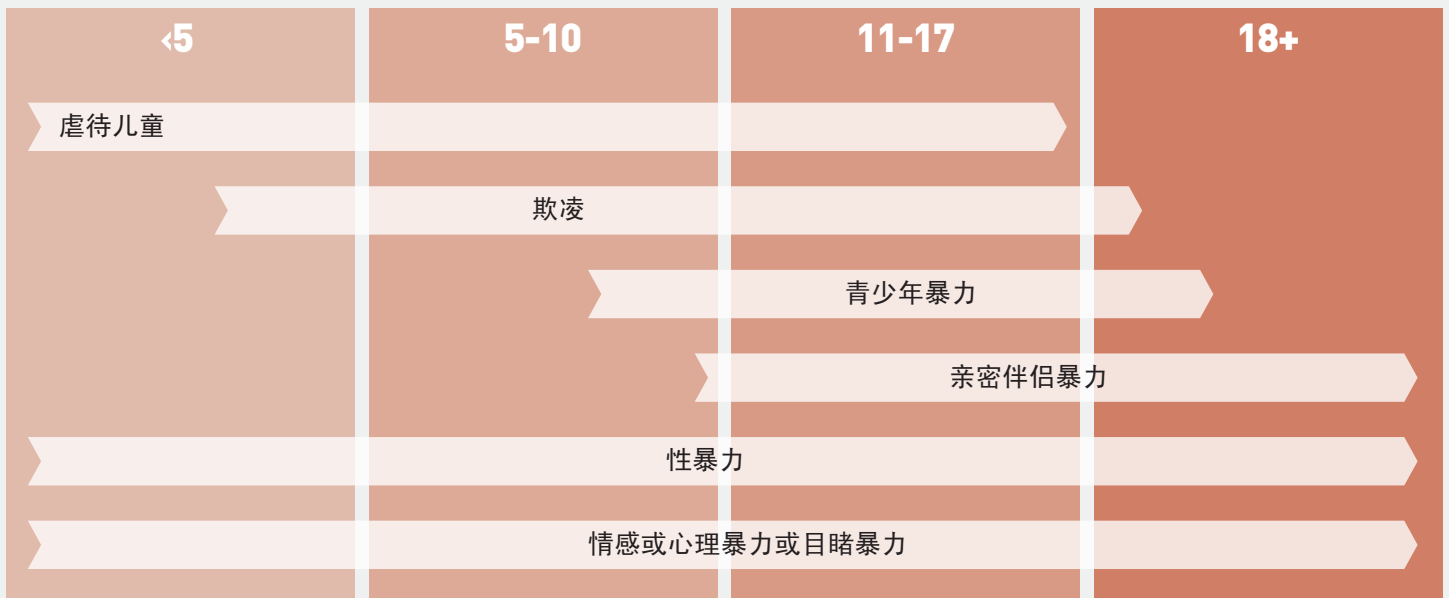 <5
5-10
11-17
18+
虐待儿童
欺凌
青少年暴力
亲密伴侣暴力
性暴力
情感或心理暴力或目睹暴力